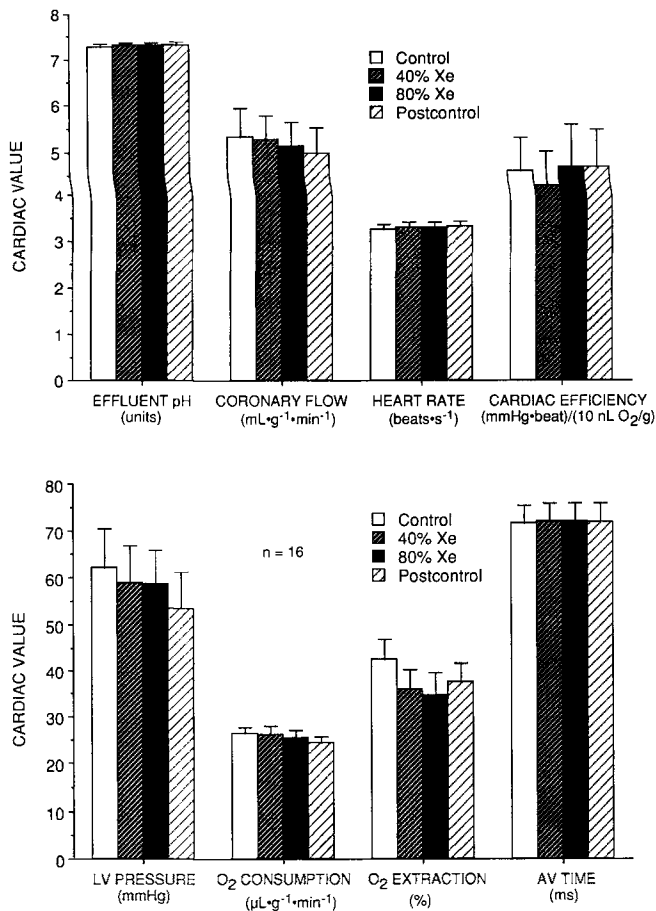 8
7
6
5
4
3
2
1
0
CARDIAC VALUE
Control
40% Xe
80% Xe
Postcontrol
EFFLUENT pH
(units)
CORONARY FLOW
(mL•g⁻¹•min⁻¹)
HEART RATE
(beats•s⁻¹)
CARDIAC EFFICIENCY
(mmHg•beat)/(10 nL O₂/g)
80
70
60
50
40
30
20
10
0
CARDIAC VALUE
n = 16
Control
40% Xe
80% Xe
Postcontrol
LV PRESSURE
(mmHg)
O₂ CONSUMPTION
(µL•g⁻¹•min⁻¹)
O₂ EXTRACTION
(%)
AV TIME
(ms)